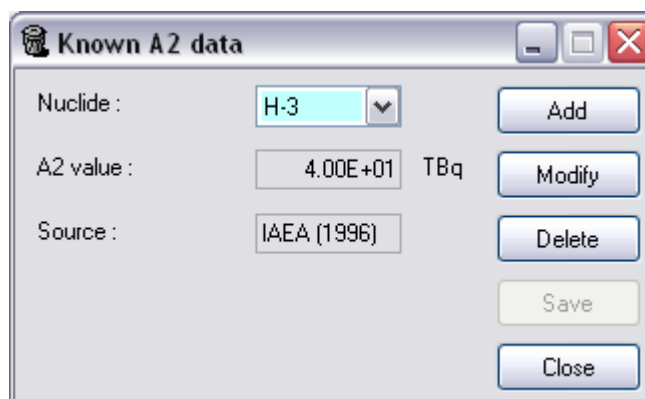 Known A2 data
Nuclide : H-3 Add
A2 value : 4.00E+01 TBq Modify
Source : IAEA (1996) Delete
Save
Close